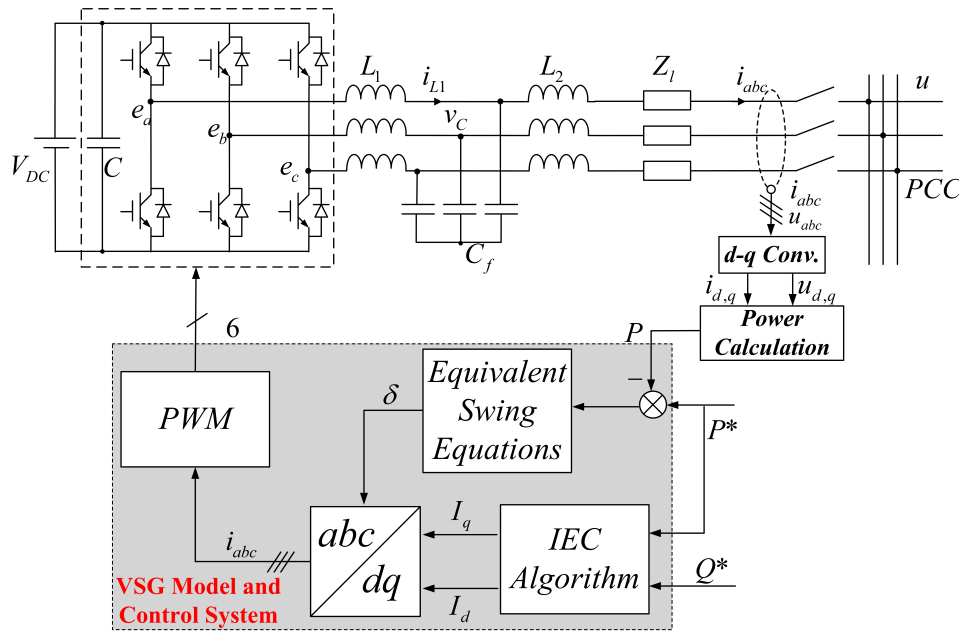 L1
iL1
L2
Zl
iabc
u
ea
vC
eb
VDC
C
ec
PCC
iabc
uabc
Cf
d-q Conv.
id,q
ud,q
6
P
Power
Calculation
−
Equivalent
Swing
Equations
δ
PWM
P*
abc
dq
Iq
Id
IEC
Algorithm
iabc
Q*
VSG Model and
Control System